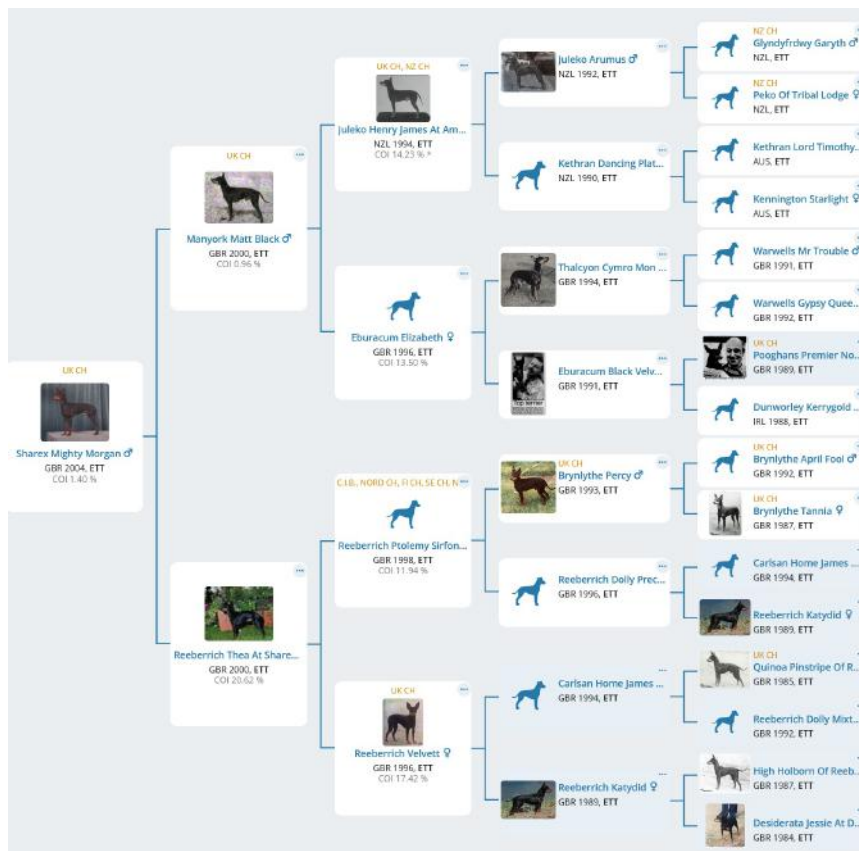 UK CH
Sharex Mighty Morgan ♂
GBR 2004, ETT
COI 1.40 %
UK CH
Manyork Matt Black ♂
GBR 2000, ETT
COI 0.96 %
Reeberrich Thea At Share...
GBR 2000, ETT
COI 20.62 %
UK CH, NZ CH
Juleko Henry James At Am...
NZL 1994, ETT
COI 14.23 % *
Eburacum Elizabeth ♀
GBR 1996, ETT
COI 13.50 %
C.I.B., NORD CH, FI CH, SE CH, N...
Reeberrich Ptolemy Sirfon...
GBR 1998, ETT
COI 11.94 %
UK CH
Reeberrich Velvett ♀
GBR 1996, ETT
COI 17.42 %
Juleko Arumus ♂
NZL 1992, ETT
Kethran Dancing Plat...
NZL 1990, ETT
Thalcyon Cymro Mon ...
GBR 1994, ETT
Eburacum Black Velv...
GBR 1991, ETT
top terrier
UK CH
Brynlythe Percy ♂
GBR 1993, ETT
Reeberrich Dolly Prec...
GBR 1996, ETT
Carlsan Home James ...
GBR 1994, ETT
Reeberrich Katydid ♀
GBR 1989, ETT
NZ CH
Glyndyfrdwy Garyth ♂
NZL, ETT
NZ CH
Peko Of Tribal Lodge ♀
NZL, ETT
Kethran Lord Timothy...
AUS, ETT
Kennington Starlight ♀
AUS, ETT
Warwells Mr Trouble ♂
GBR 1991, ETT
Warwells Gypsy Quee...
GBR 1992, ETT
UK CH
Pooghans Premier No...
GBR 1989, ETT
Dunworley Kerrygold ...
IRL 1988, ETT
UK CH
Brynlythe April Fool ♂
GBR 1992, ETT
UK CH
Brynlythe Tannia ♀
GBR 1987, ETT
Carlsan Home James ...
GBR 1994, ETT
Reeberrich Katydid ♀
GBR 1989, ETT
UK CH
Quinoa Pinstripe Of R...
GBR 1985, ETT
Reeberrich Dolly Mixt...
GBR 1992, ETT
High Holborn Of Reeb...
GBR 1987, ETT
Desiderata Jessie At D...
GBR 1984, ETT